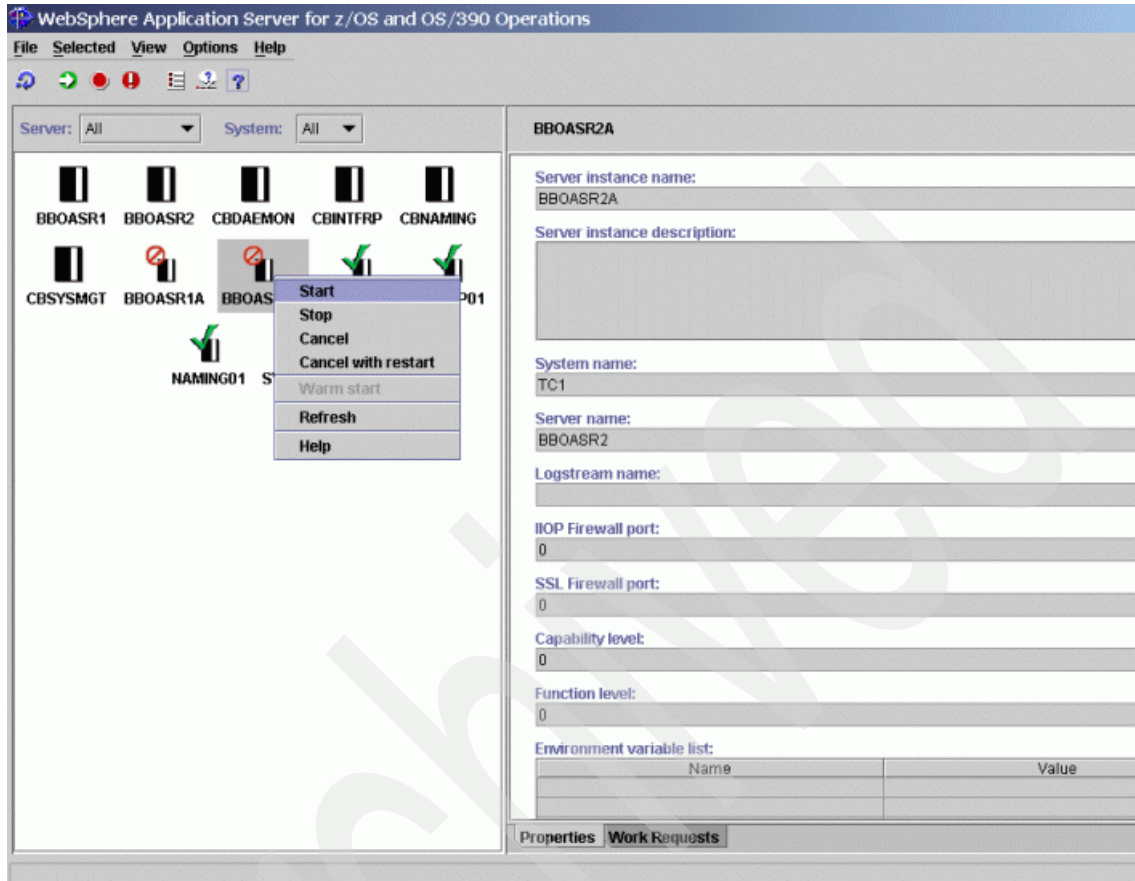 WebSphere Application Server for z/OS and OS/390 Operations
File Selected View Options Help
Server: All System: All
BBOASR1 BBOASR2 CBDAEMON CBINTFRP CBNAMING
CBSYSMGT BBOASR1A BBOAS P01
NAMING01 S
Start
Stop
Cancel
Cancel with restart
Warm start
Refresh
Help
BBOASR2A
Server instance name:
BBOASR2A
Server instance description:
System name:
TC1
Server name:
BBOASR2
Logstream name:
IIOP Firewall port:
0
SSL Firewall port:
0
Capability level:
0
Function level:
0
Environment variable list:
Name Value
Properties Work Requests